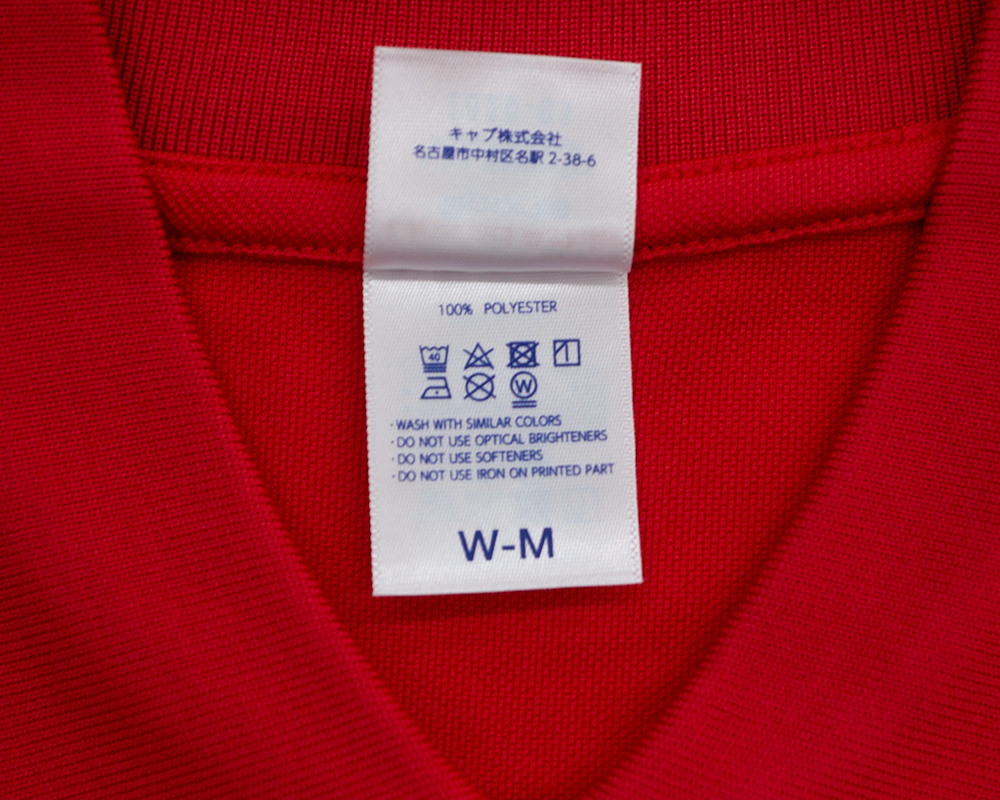 キャプ株式会社
名古屋市中村区名駅 2-38-6
100% POLYESTER
40
W
·WASH WITH SIMILAR COLORS
·DO NOT USE OPTICAL BRIGHTENERS
·DO NOT USE SOFTENERS
·DO NOT USE IRON ON PRINTED PART
W-M